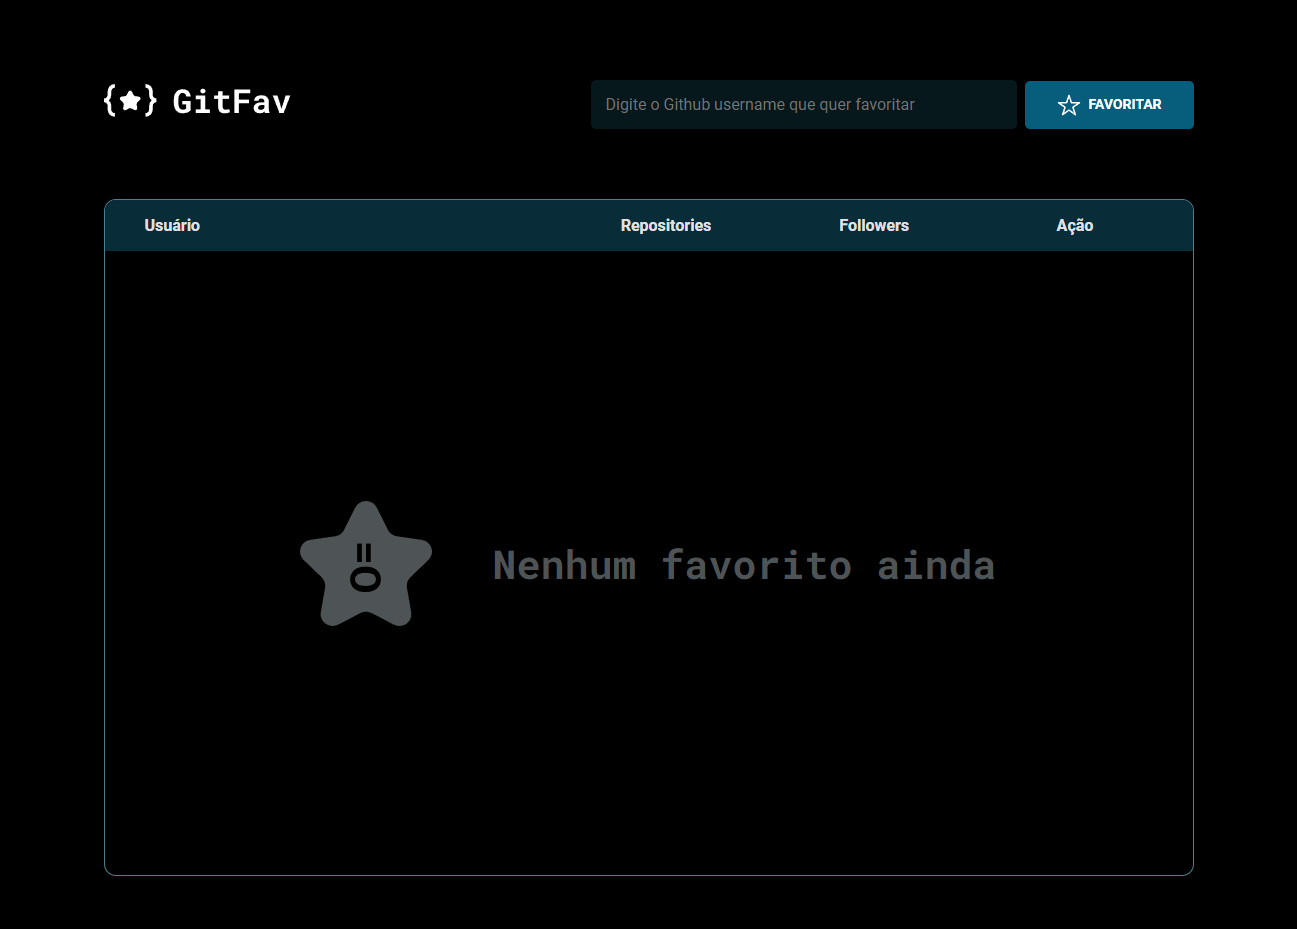 {★} GitFav
Digite o Github username que quer favoritar
FAVORITAR
Usuário Repositories Followers Ação
Nenhum favorito ainda